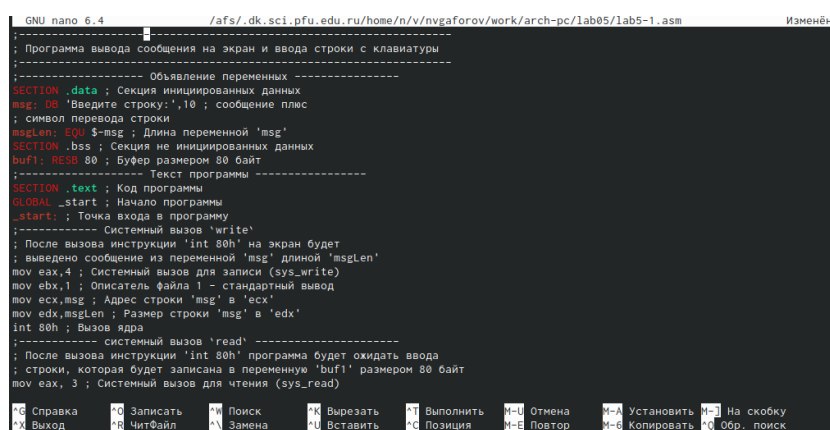 GNU nano 6.4 /afs/.dk.sci.pfu.edu.ru/home/n/v/nvgaforov/work/arch-pc/lab05/lab5-1.asm Изменён
;------------------------------------------------------------------
; Программа вывода сообщения на экран и ввода строки с клавиатуры
;------------------------------------------------------------------
;------------------- Объявление переменных ----------------
SECTION .data ; Секция инициированных данных
msg: DB 'Введите строку:',10 ; сообщение плюс
; символ перевода строки
msgLen: EQU $-msg ; Длина переменной 'msg'
SECTION .bss ; Секция не инициированных данных
buf1: RESB 80 ; Буфер размером 80 байт
;------------------- Текст программы -----------------
SECTION .text ; Код программы
GLOBAL _start ; Начало программы
_start: ; Точка входа в программу
;------------ Системный вызов `write`
; После вызова инструкции 'int 80h' на экран будет
; выведено сообщение из переменной 'msg' длиной 'msgLen'
mov eax,4 ; Системный вызов для записи (sys_write)
mov ebx,1 ; Описатель файла 1 - стандартный вывод
mov ecx,msg ; Адрес строки 'msg' в 'ecx'
mov edx,msgLen ; Размер строки 'msg' в 'edx'
int 80h ; Вызов ядра
;------------ системный вызов `read` ----------------------
; После вызова инструкции 'int 80h' программа будет ожидать ввода
; строки, которая будет записана в переменную 'buf1' размером 80 байт
mov eax, 3 ; Системный вызов для чтения (sys_read)
^G Справка ^O Записать ^W Поиск ^K Вырезать ^T Выполнить M-U Отмена M-A Установить M-] На скобку
^X Выход ^R ЧитФайл ^\ Замена ^U Вставить ^C Позиция M-E Повтор M-6 Копировать ^Q Обр. поиск